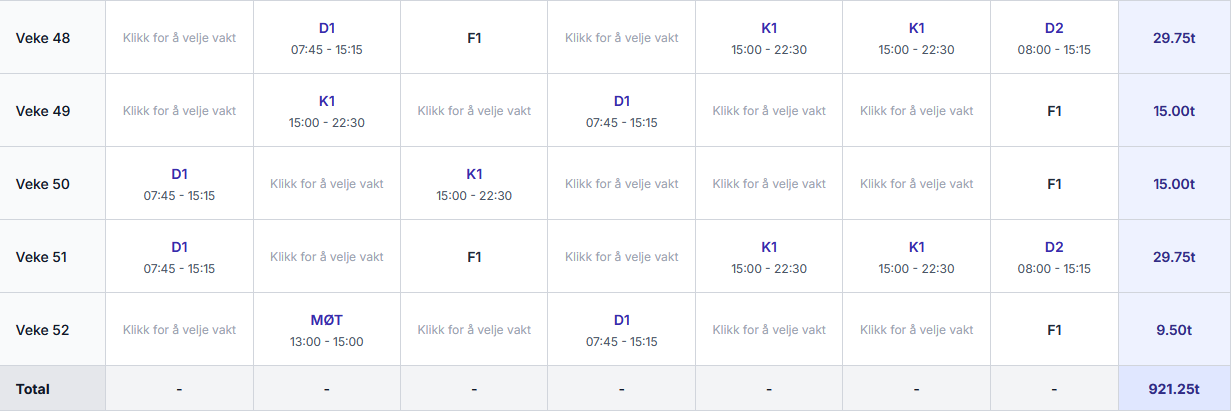 Veke 48
Klikk for å velje vakt
D1
07:45 - 15:15
F1
Klikk for å velje vakt
K1
15:00 - 22:30
K1
15:00 - 22:30
D2
08:00 - 15:15
29.75t
Veke 49
Klikk for å velje vakt
K1
15:00 - 22:30
Klikk for å velje vakt
D1
07:45 - 15:15
Klikk for å velje vakt
Klikk for å velje vakt
F1
15.00t
Veke 50
D1
07:45 - 15:15
Klikk for å velje vakt
K1
15:00 - 22:30
Klikk for å velje vakt
Klikk for å velje vakt
Klikk for å velje vakt
F1
15.00t
Veke 51
D1
07:45 - 15:15
Klikk for å velje vakt
F1
Klikk for å velje vakt
K1
15:00 - 22:30
K1
15:00 - 22:30
D2
08:00 - 15:15
29.75t
Veke 52
Klikk for å velje vakt
MØT
13:00 - 15:00
Klikk for å velje vakt
D1
07:45 - 15:15
Klikk for å velje vakt
Klikk for å velje vakt
F1
9.50t
Total
-
-
-
-
-
-
-
921.25t